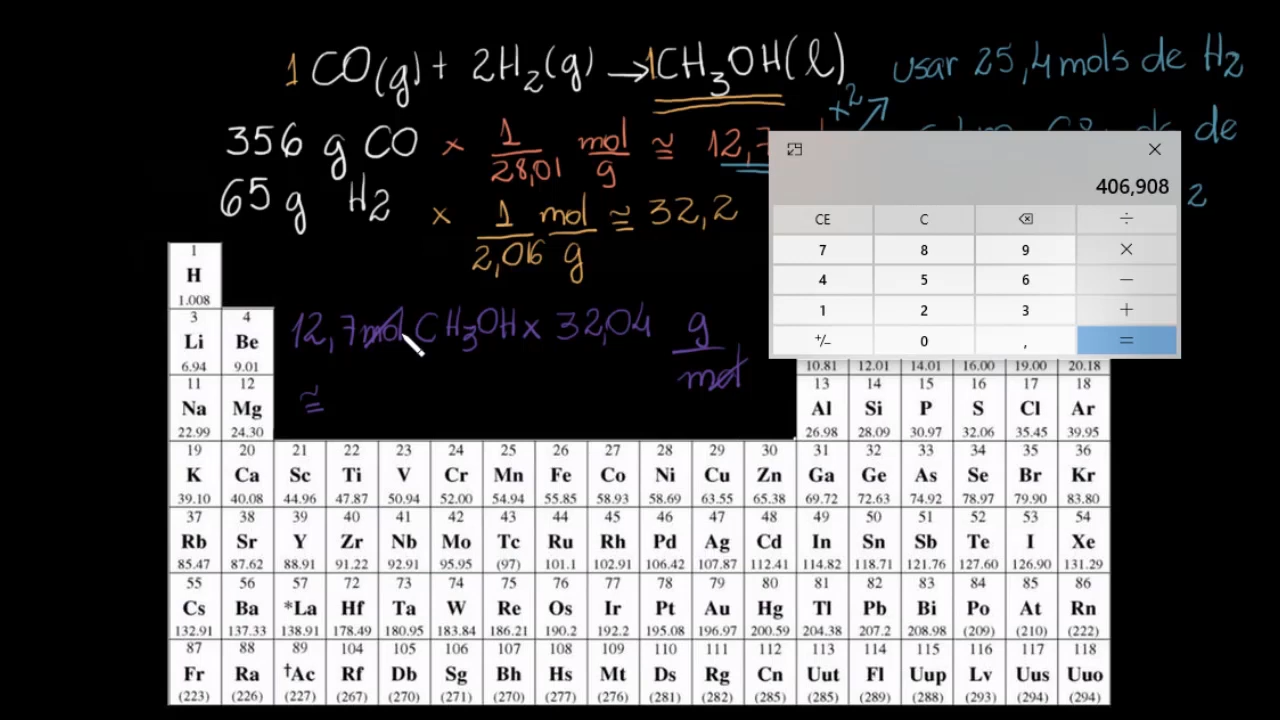 1CO(g) + 2H2(g) → 1CH3OH(l)
usar 25,4 mols de H2
356 g CO × 1/28,01 mol/g ≅ 12,7
x2
de
65 g H2 × 1/2,016 mol/g ≅ 32,2
2
406,908
CE C ÷
7 8 9 ×
4 5 6 −
1 2 3 +
+/− 0 , =
12,7 mol CH3OH × 32,04 g/mol
≅
1
H
1.008
3 4
Li Be
6.94 9.01 10.81 12.01 14.01 16.00 19.00 20.18
11 12 13 14 15 16 17 18
Na Mg Al Si P S Cl Ar
22.99 24.30 26.98 28.09 30.97 32.06 35.45 39.95
19 20 21 22 23 24 25 26 27 28 29 30 31 32 33 34 35 36
K Ca Sc Ti V Cr Mn Fe Co Ni Cu Zn Ga Ge As Se Br Kr
39.10 40.08 44.96 47.87 50.94 52.00 54.94 55.85 58.93 58.69 63.55 65.38 69.72 72.63 74.92 78.97 79.90 83.80
37 38 39 40 41 42 43 44 45 46 47 48 49 50 51 52 53 54
Rb Sr Y Zr Nb Mo Tc Ru Rh Pd Ag Cd In Sn Sb Te I Xe
85.47 87.62 88.91 91.22 92.91 95.95 (97) 101.1 102.91 106.42 107.87 112.41 114.82 118.71 121.76 127.60 126.90 131.29
55 56 57 72 73 74 75 76 77 78 79 80 81 82 83 84 85 86
Cs Ba *La Hf Ta W Re Os Ir Pt Au Hg Tl Pb Bi Po At Rn
132.91 137.33 138.91 178.49 180.95 183.84 186.21 190.2 192.2 195.08 196.97 200.59 204.38 207.2 208.98 (209) (210) (222)
87 88 89 104 105 106 107 108 109 110 111 112 113 114 115 116 117 118
Fr Ra †Ac Rf Db Sg Bh Hs Mt Ds Rg Cn Uut Fl Uup Lv Uus Uuo
(223) (226) (227) (267) (270) (271) (270) (277) (276) (281) (282) (285) (285) (289) (288) (293) (294) (294)